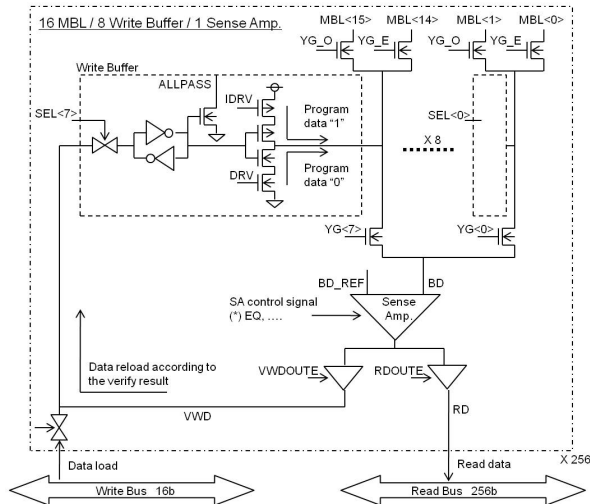 16 MBL / 8 Write Buffer / 1 Sense Amp.
MBL<15> MBL<14> MBL<1> MBL<0>
YG_O YG_E YG_O YG_E
Write Buffer
ALLPASS
SEL<7>
IDRV
Program
data "1"
SEL<0>
X 8
Program
data "0"
DRV
YG<7> YG<0>
BD_REF BD
SA control signal
(*) EQ, ....
Sense
Amp.
Data reload according to
the verify result
VWDOUTE RDOUTE
VWD
RD
X 256
Data load
Read data
Write Bus 16b
Read Bus 256b